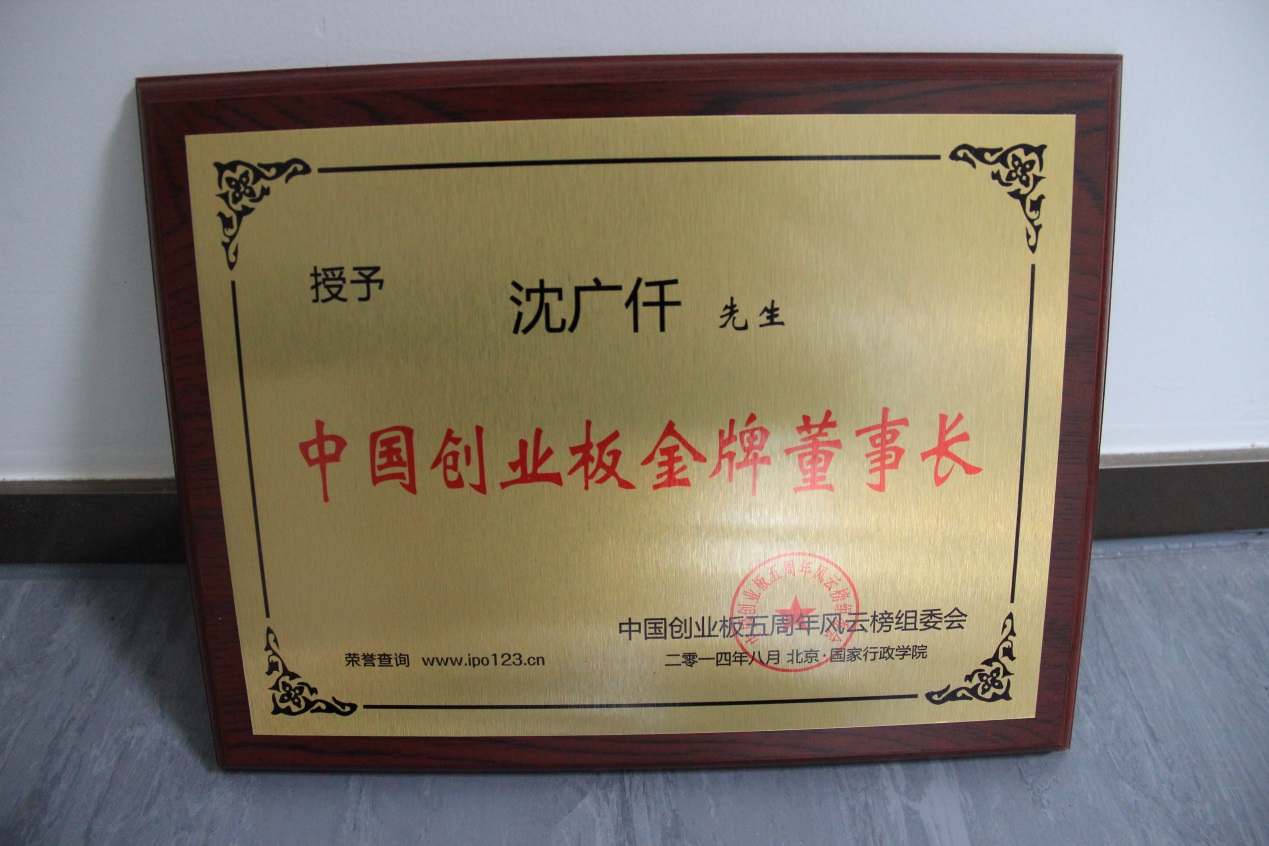 授予 沈广仟 先生
中国创业板金牌董事长
中国创业板五周年风云榜组委会
荣誉查询 www.ipo123.cn
二零一四年八月 北京·国家行政学院